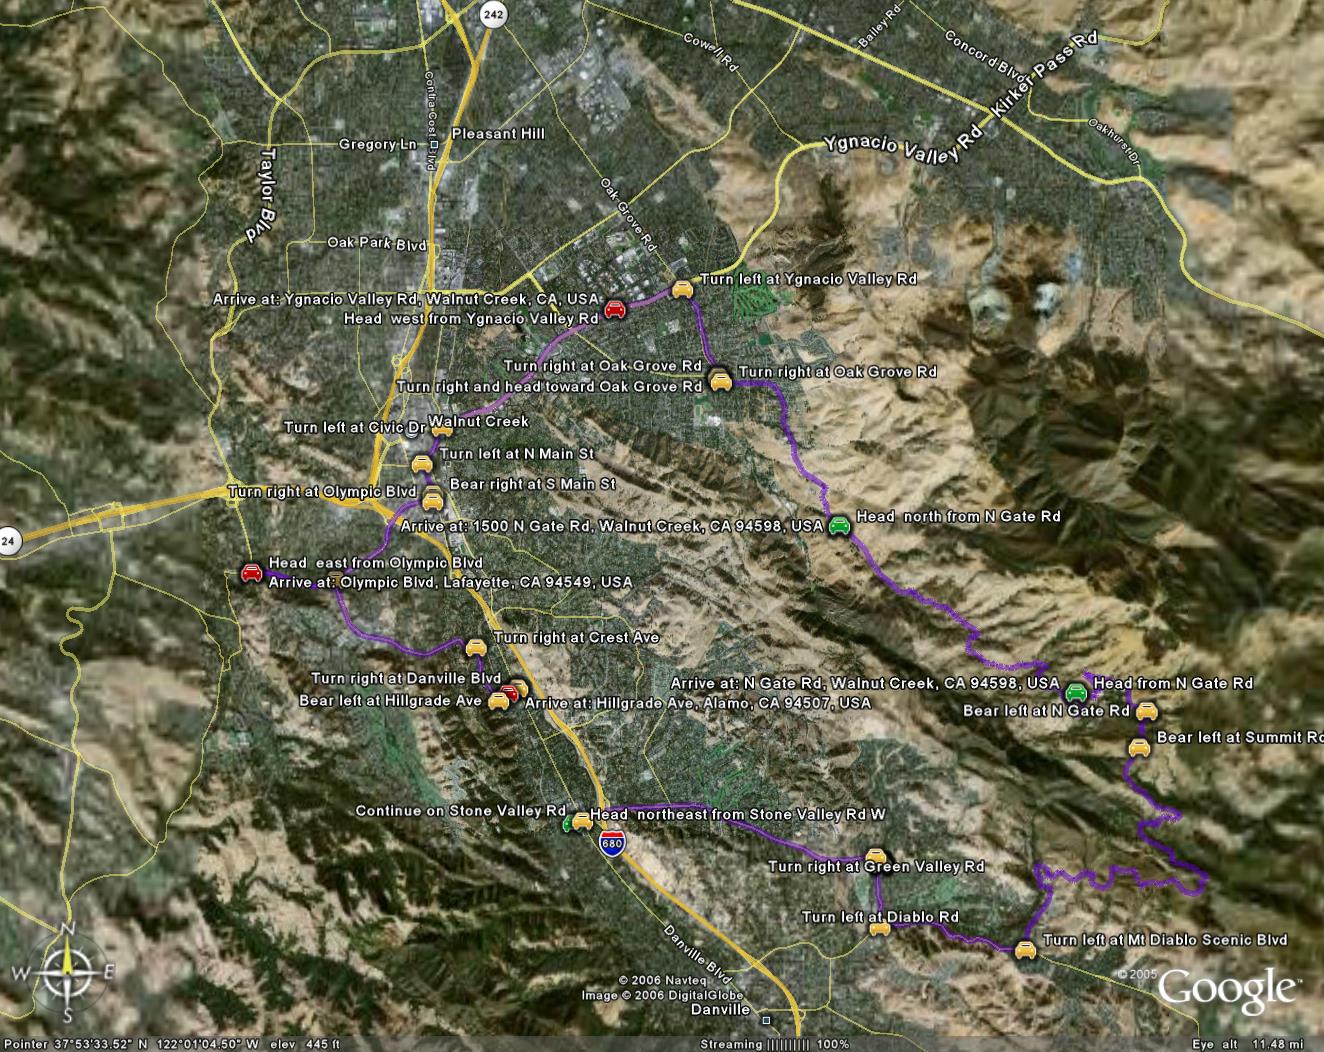 242
Cowell Rd
Bailey Rd
Concord Blvd
Kirker Pass Rd
Contra Costa Blvd
Pleasant Hill
Gregory Ln
Ygnacio Valley Rd
Oakhurst Dr
Taylor Blvd
Oak Grove Rd
Oak Park Blvd
Turn left at Ygnacio Valley Rd
Arrive at: Ygnacio Valley Rd, Walnut Creek, CA, USA
Head west from Ygnacio Valley Rd
Turn right at Oak Grove Rd
Turn right at Oak Grove Rd
Turn right and head toward Oak Grove Rd
Turn left at Civic Dr
Walnut Creek
Turn left at N Main St
Bear right at S Main St
Turn right at Olympic Blvd
Head north from N Gate Rd
Arrive at: 1500 N Gate Rd, Walnut Creek, CA 94598, USA
24
Head east from Olympic Blvd
Arrive at: Olympic Blvd, Lafayette, CA 94549, USA
Turn right at Crest Ave
Turn right at Danville Blvd
Arrive at: N Gate Rd, Walnut Creek, CA 94598, USA
Head from N Gate Rd
Bear left at Hillgrade Ave
Arrive at: Hillgrade Ave, Alamo, CA 94507, USA
Bear left at N Gate Rd
Bear left at Summit Rd
Continue on Stone Valley Rd
Head northeast from Stone Valley Rd W
680
Turn right at Green Valley Rd
Turn left at Diablo Rd
Turn left at Mt Diablo Scenic Blvd
Danville Blvd
N
W E
S
© 2006 Navteq
Image © 2006 DigitalGlobe
© 2005 Google™
Danville
Pointer 37°53'33.52" N 122°01'04.50" W elev 445 ft
Streaming |||||||||| 100%
Eye alt 11.48 mi